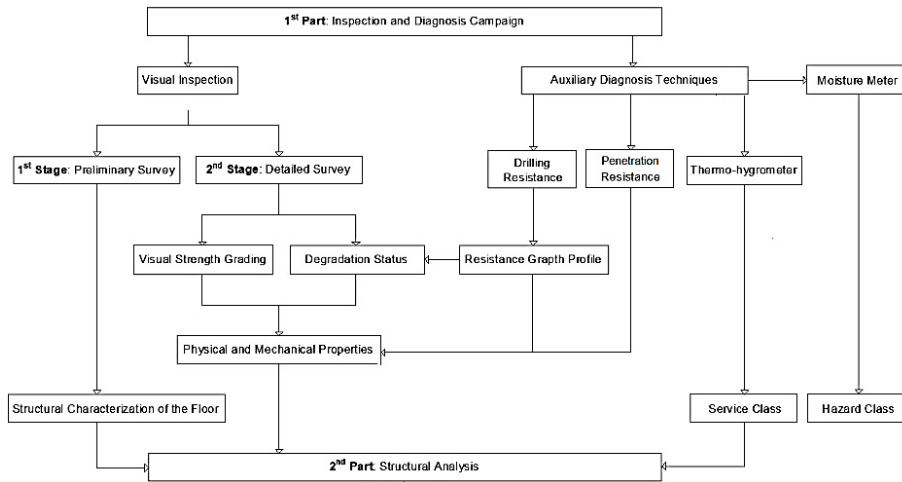 1st Part: Inspection and Diagnosis Campaign
Visual Inspection
Auxiliary Diagnosis Techniques
Moisture Meter
1st Stage: Preliminary Survey
2nd Stage: Detailed Survey
Drilling
Resistance
Penetration
Resistance
Thermo-hygrometer
Visual Strength Grading
Degradation Status
Resistance Grapth Profile
Physical and Mechanical Properties
Structural Characterization of the Floor
Service Class
Hazard Class
2nd Part: Structural Analysis